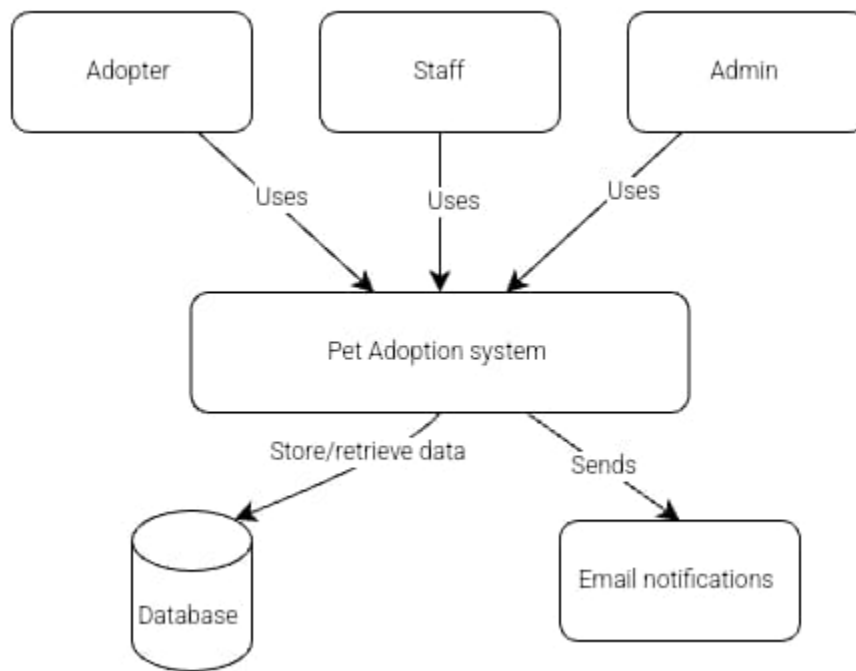 Adopter
Staff
Admin
Uses
Uses
Uses
Pet Adoption system
Store/retrieve data
Sends
Email notifications
Database